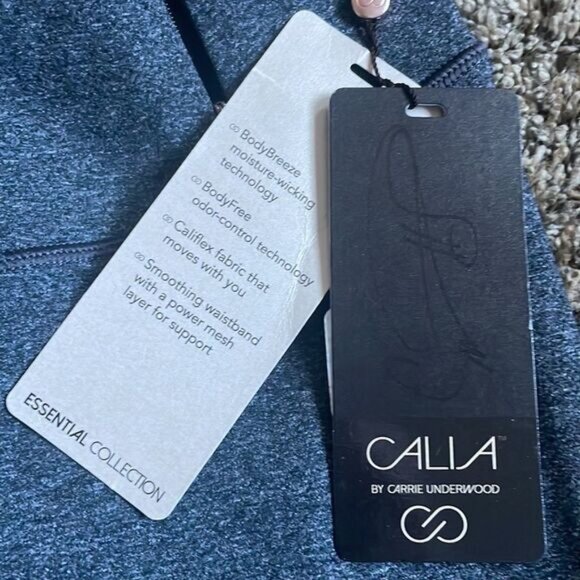 BodyBreeze
moisture-wicking
technology
BodyFree
odor-control technology
Califlex fabric that
moves with you
Smoothing waistband
with a power mesh
layer for support
ESSENTIAL COLLECTION
CALIA™
BY CARRIE UNDERWOOD